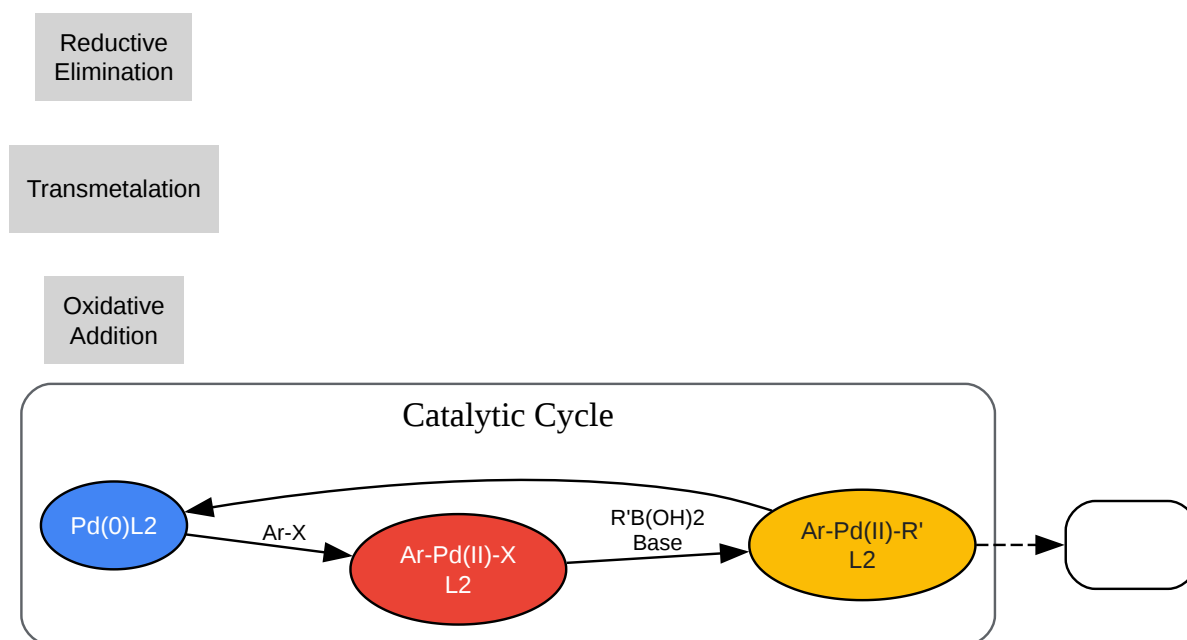 Reductive
Elimination
Transmetalation
Oxidative
Addition
Catalytic Cycle
Pd(0)L2
Ar-X
Ar-Pd(II)-X
L2
R'B(OH)2
Base
Ar-Pd(II)-R'
L2